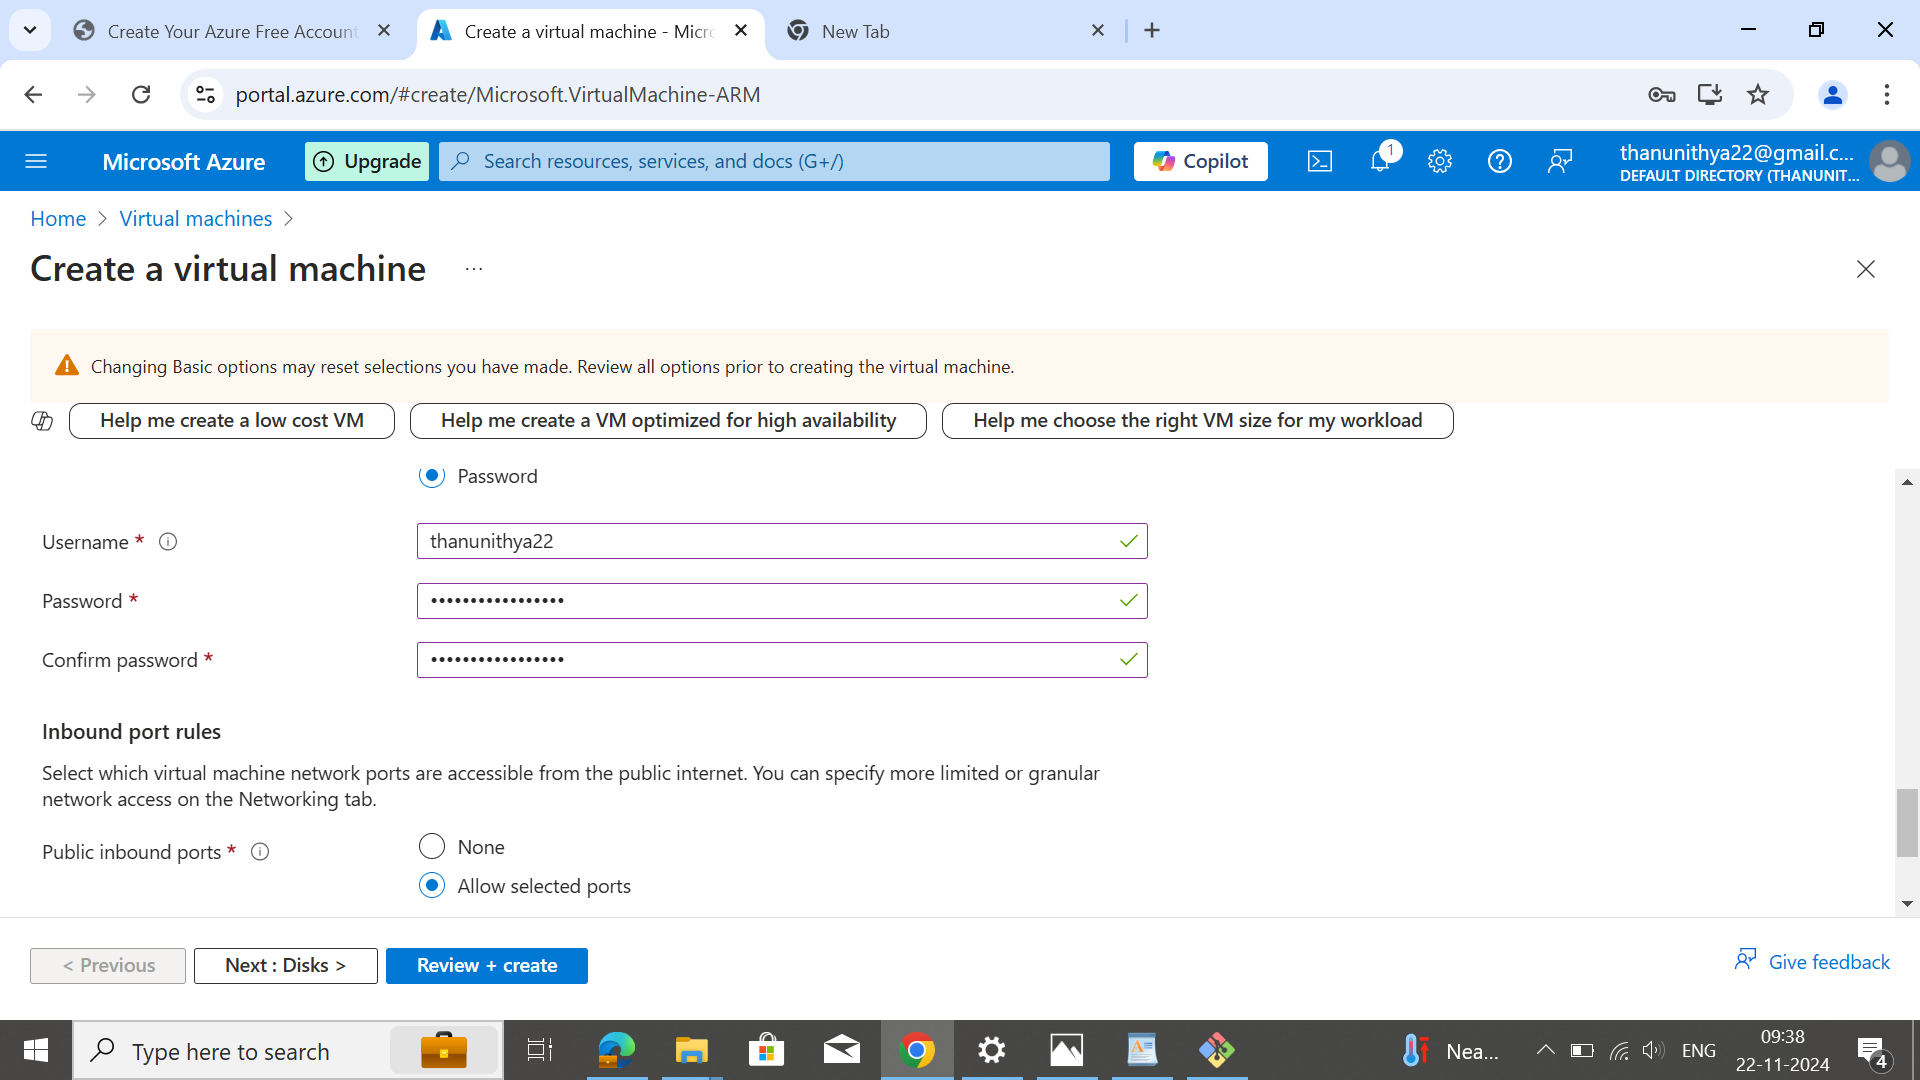 Create Your Azure Free Account
Create a virtual machine - Micro
New Tab
portal.azure.com/#create/Microsoft.VirtualMachine-ARM
Microsoft Azure
Upgrade
Search resources, services, and docs (G+/)
Copilot
1
thanunithya22@gmail.c...
DEFAULT DIRECTORY (THANUNIT...
Home > Virtual machines >
Create a virtual machine ...
Changing Basic options may reset selections you have made. Review all options prior to creating the virtual machine.
Help me create a low cost VM
Help me create a VM optimized for high availability
Help me choose the right VM size for my workload
Password
Username *
thanunithya22
Password *
•••••••••••••••••
Confirm password *
•••••••••••••••••
Inbound port rules
Select which virtual machine network ports are accessible from the public internet. You can specify more limited or granular
network access on the Networking tab.
Public inbound ports *
None
Allow selected ports
< Previous
Next : Disks >
Review + create
Give feedback
Type here to search
Nea...
ENG
09:38
22-11-2024
4